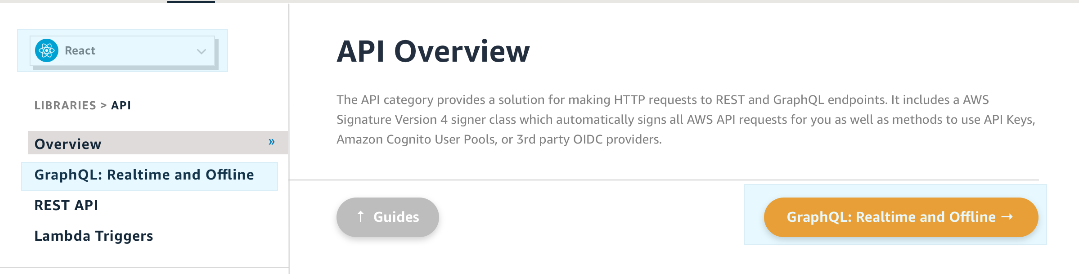 React
LIBRARIES > API
Overview »
GraphQL: Realtime and Offline
REST API
Lambda Triggers
API Overview
The API category provides a solution for making HTTP requests to REST and GraphQL endpoints. It includes a AWS
Signature Version 4 signer class which automatically signs all AWS API requests for you as well as methods to use API Keys,
Amazon Cognito User Pools, or 3rd party OIDC providers.
↑ Guides
GraphQL: Realtime and Offline →